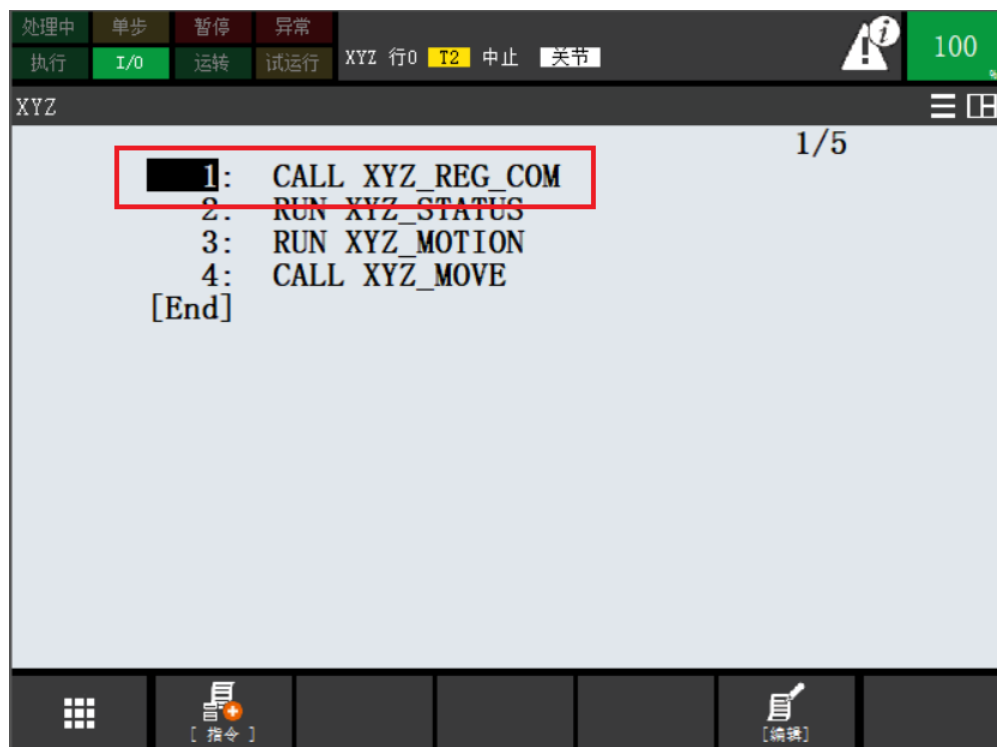 处理中 单步 暂停 异常
执行 I/O 运转 试运行 XYZ 行0 T2 中止 关节 100 %
XYZ
1/5
1: CALL XYZ_REG_COM
2: RUN XYZ_STATUS
3: RUN XYZ_MOTION
4: CALL XYZ_MOVE
[End]
[ 指令 ] [编辑]